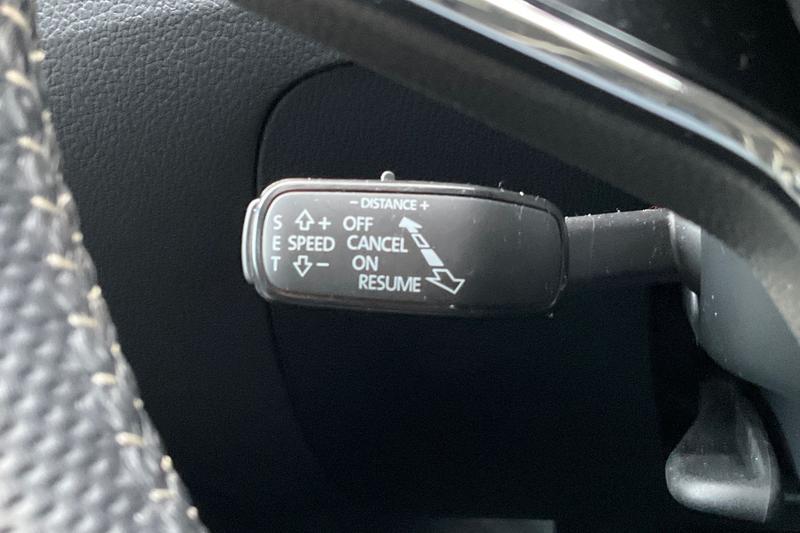 − DISTANCE +
S + OFF
E SPEED CANCEL
T − ON
RESUME